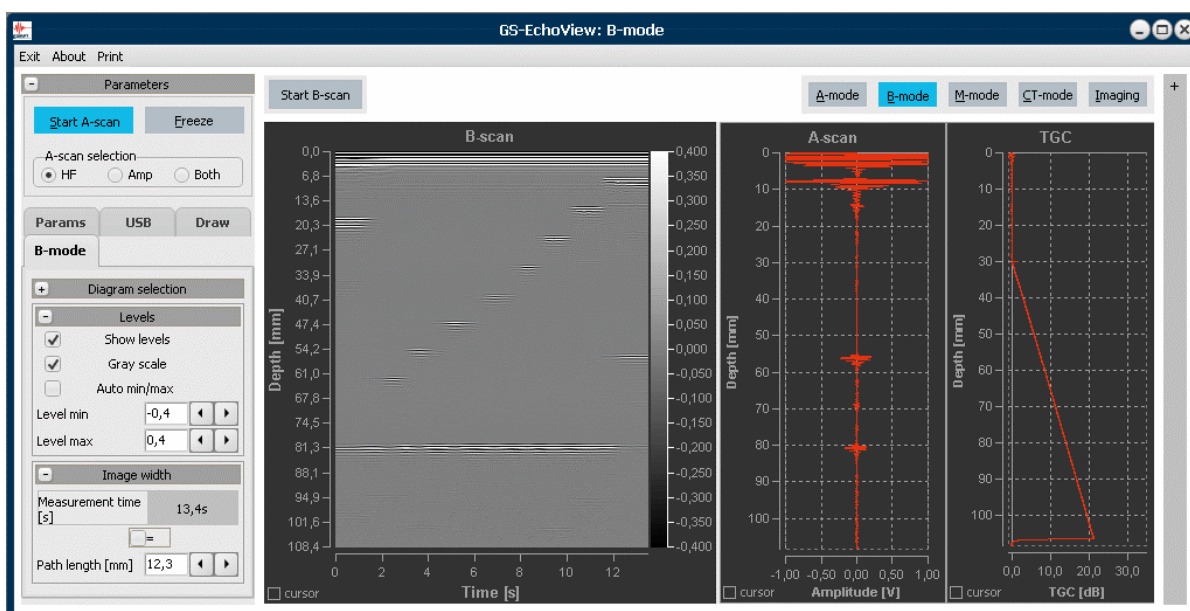 GS-EchoView: B-mode
Exit About Print
Parameters
Start A-scan Freeze
A-scan selection
HF Amp Both
Params USB Draw
B-mode
Diagram selection
Levels
Show levels
Gray scale
Auto min/max
Level min -0,4
Level max 0,4
Image width
Measurement time [s] 13,4s
=
Path length [mm] 12,3
Start B-scan
A-mode B-mode M-mode CT-mode Imaging +
B-scan
Depth [mm]
0,0
6,8
13,6
20,3
27,1
33,9
40,7
47,4
54,2
61,0
67,8
74,5
81,3
88,1
94,9
101,6
108,4
0 2 4 6 8 10 12
Time [s]
cursor
0,400
0,350
0,300
0,250
0,200
0,150
0,100
0,050
0,000
-0,050
-0,100
-0,150
-0,200
-0,250
-0,300
-0,350
-0,400
A-scan
Depth [mm]
0
10
20
30
40
50
60
70
80
90
100
-1,00 -0,50 0,00 0,50 1,00
cursor Amplitude [V]
TGC
Depth [mm]
0
10
20
30
40
50
60
70
80
90
100
0,0 10,0 20,0 30,0
cursor TGC [dB]